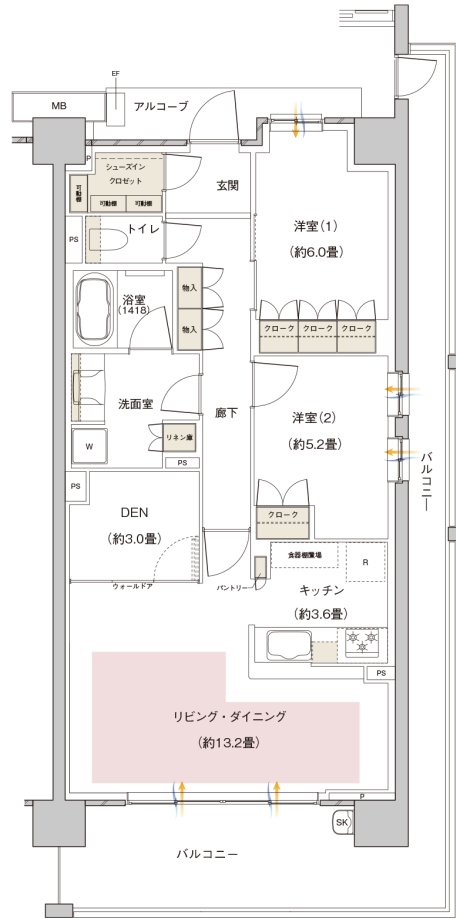 EF
MB
アルコーブ
P
シューズイン
クロゼット
可動棚
可動棚
可動棚
玄関
トイレ
PS
洋室(1)
(約6.0畳)
物入
浴室
(1418)
物入
クローク
クローク
クローク
洗面室
廊下
洋室(2)
(約5.2畳)
バルコニー
リネン庫
W
PS
PS
DEN
(約3.0畳)
クローク
食器棚置場
R
ウォールドア
パントリー
キッチン
(約3.6畳)
PS
リビング・ダイニング
(約13.2畳)
P
SK
バルコニー